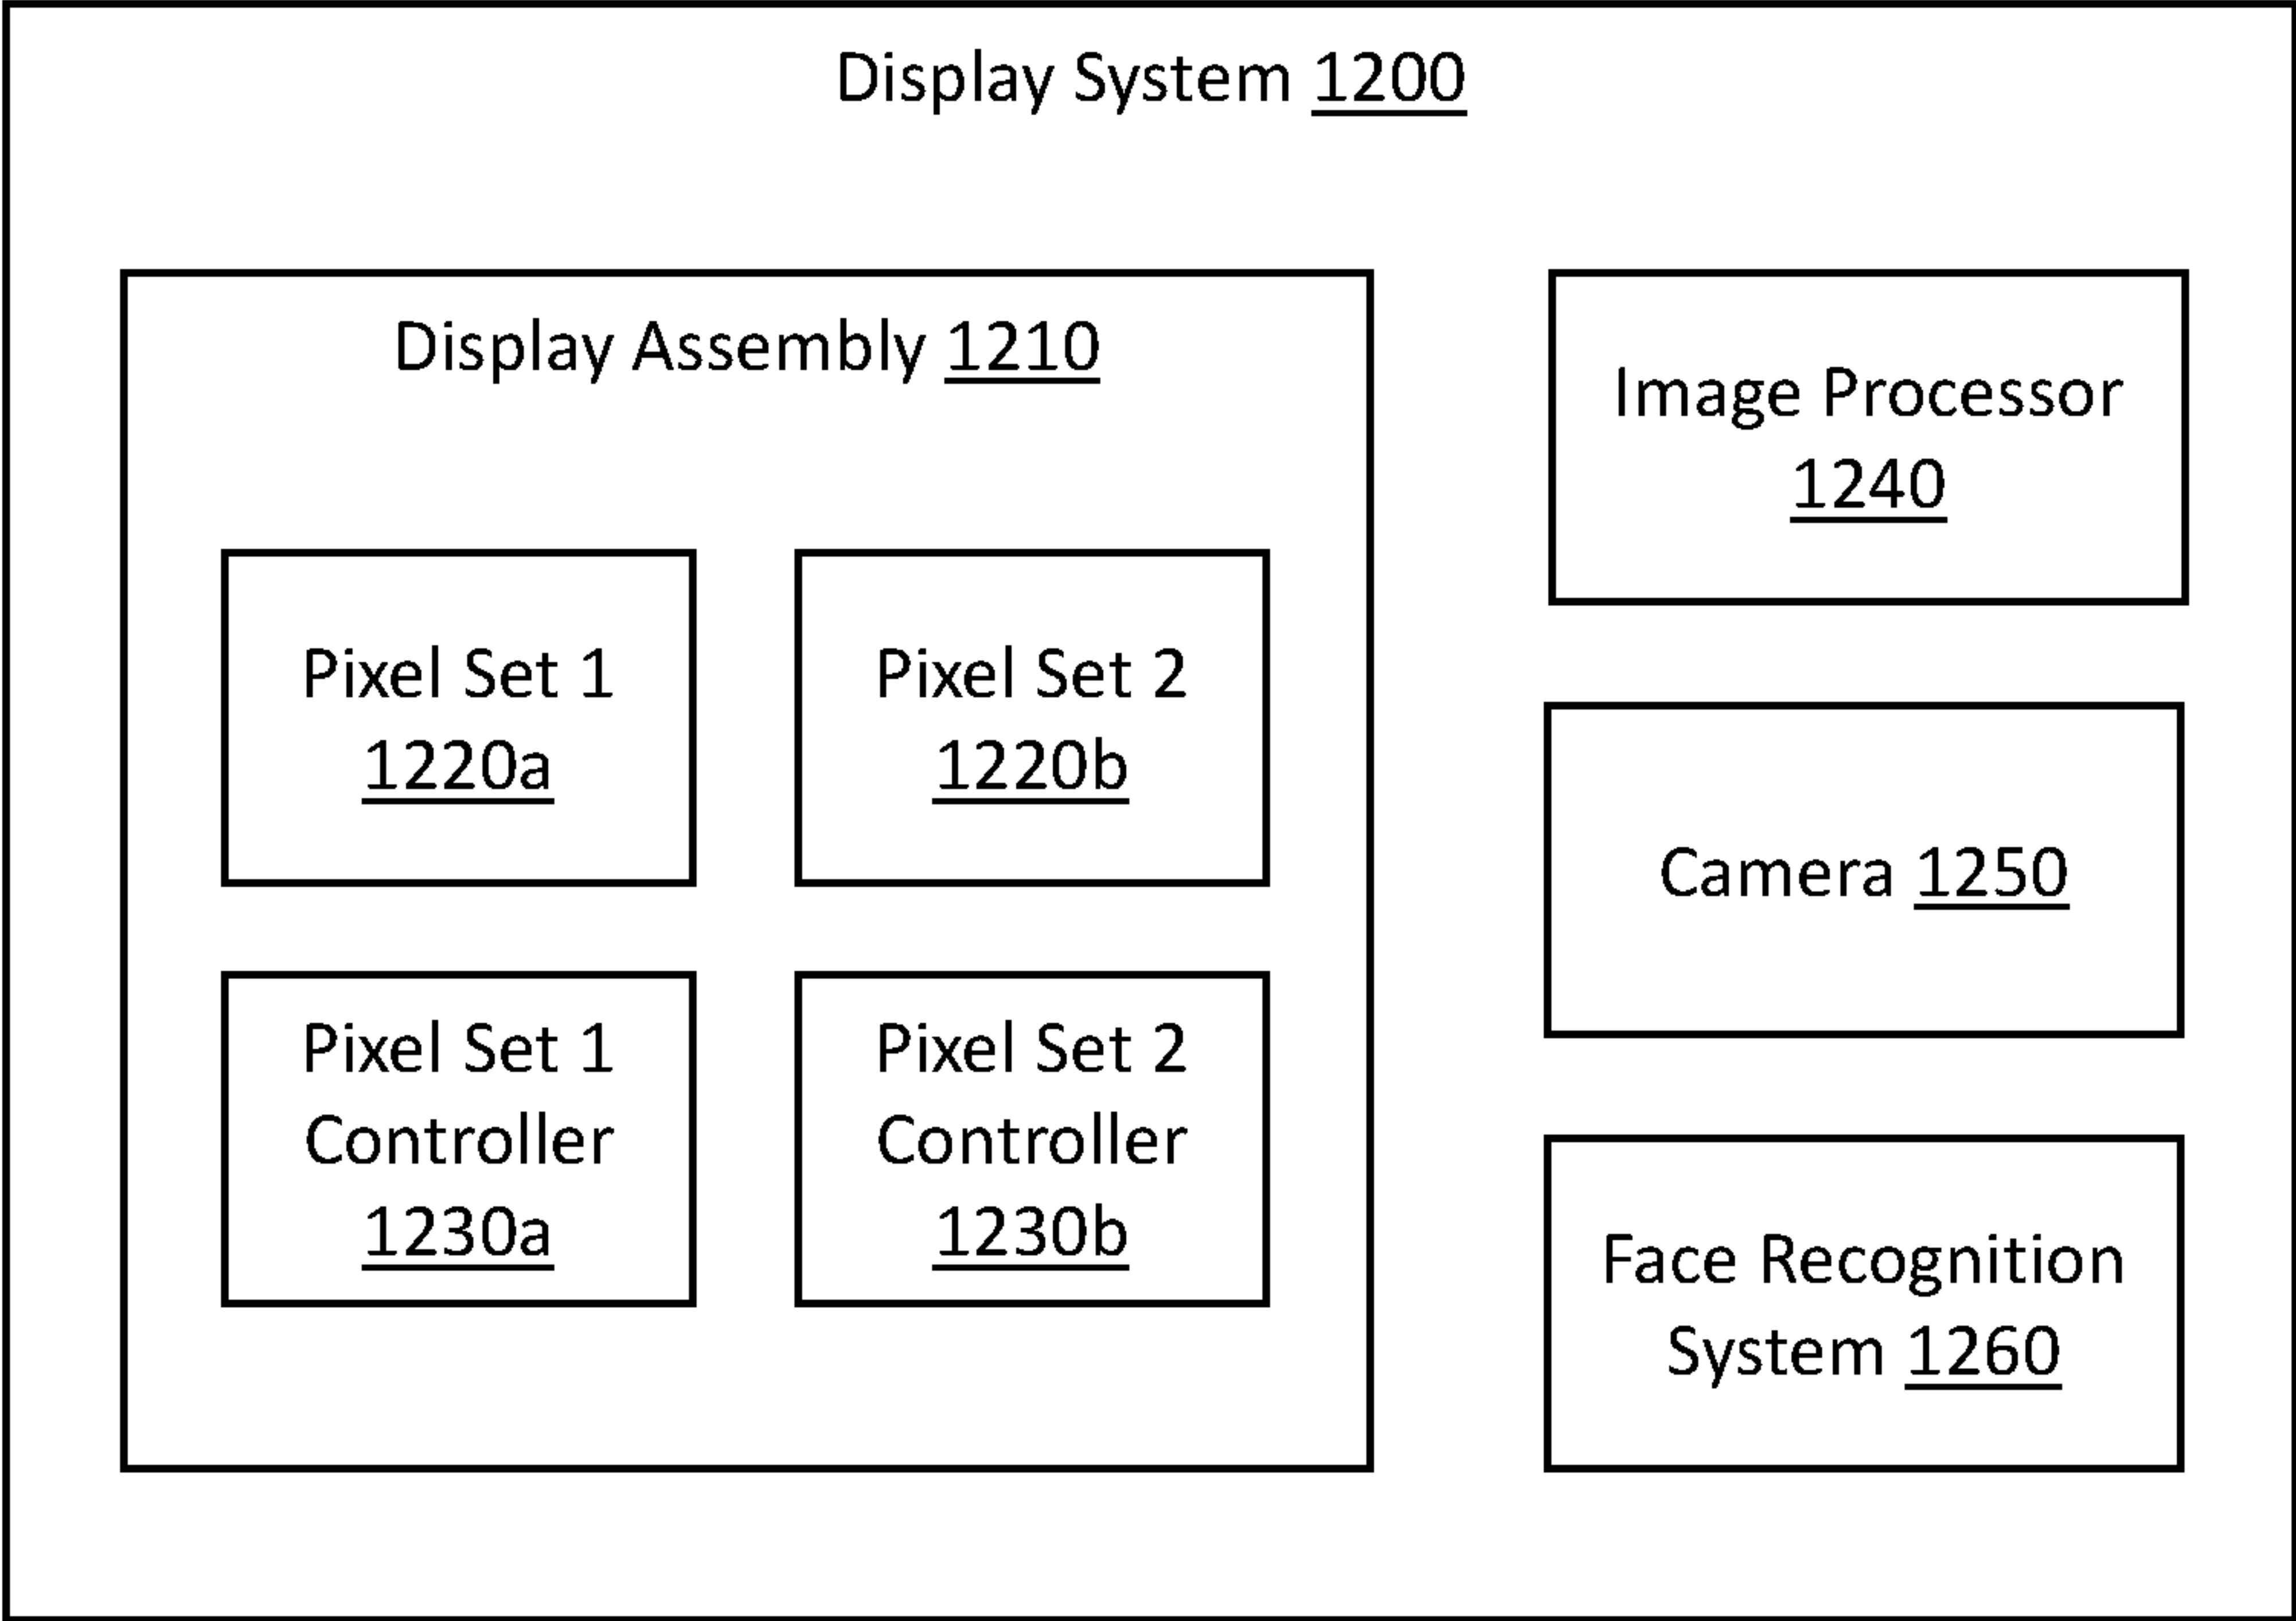 Display System 1200
Display Assembly 1210
Pixel Set 1
1220a
Pixel Set 2
1220b
Pixel Set 1
Controller
1230a
Pixel Set 2
Controller
1230b
Image Processor
1240
Camera 1250
Face Recognition
System 1260